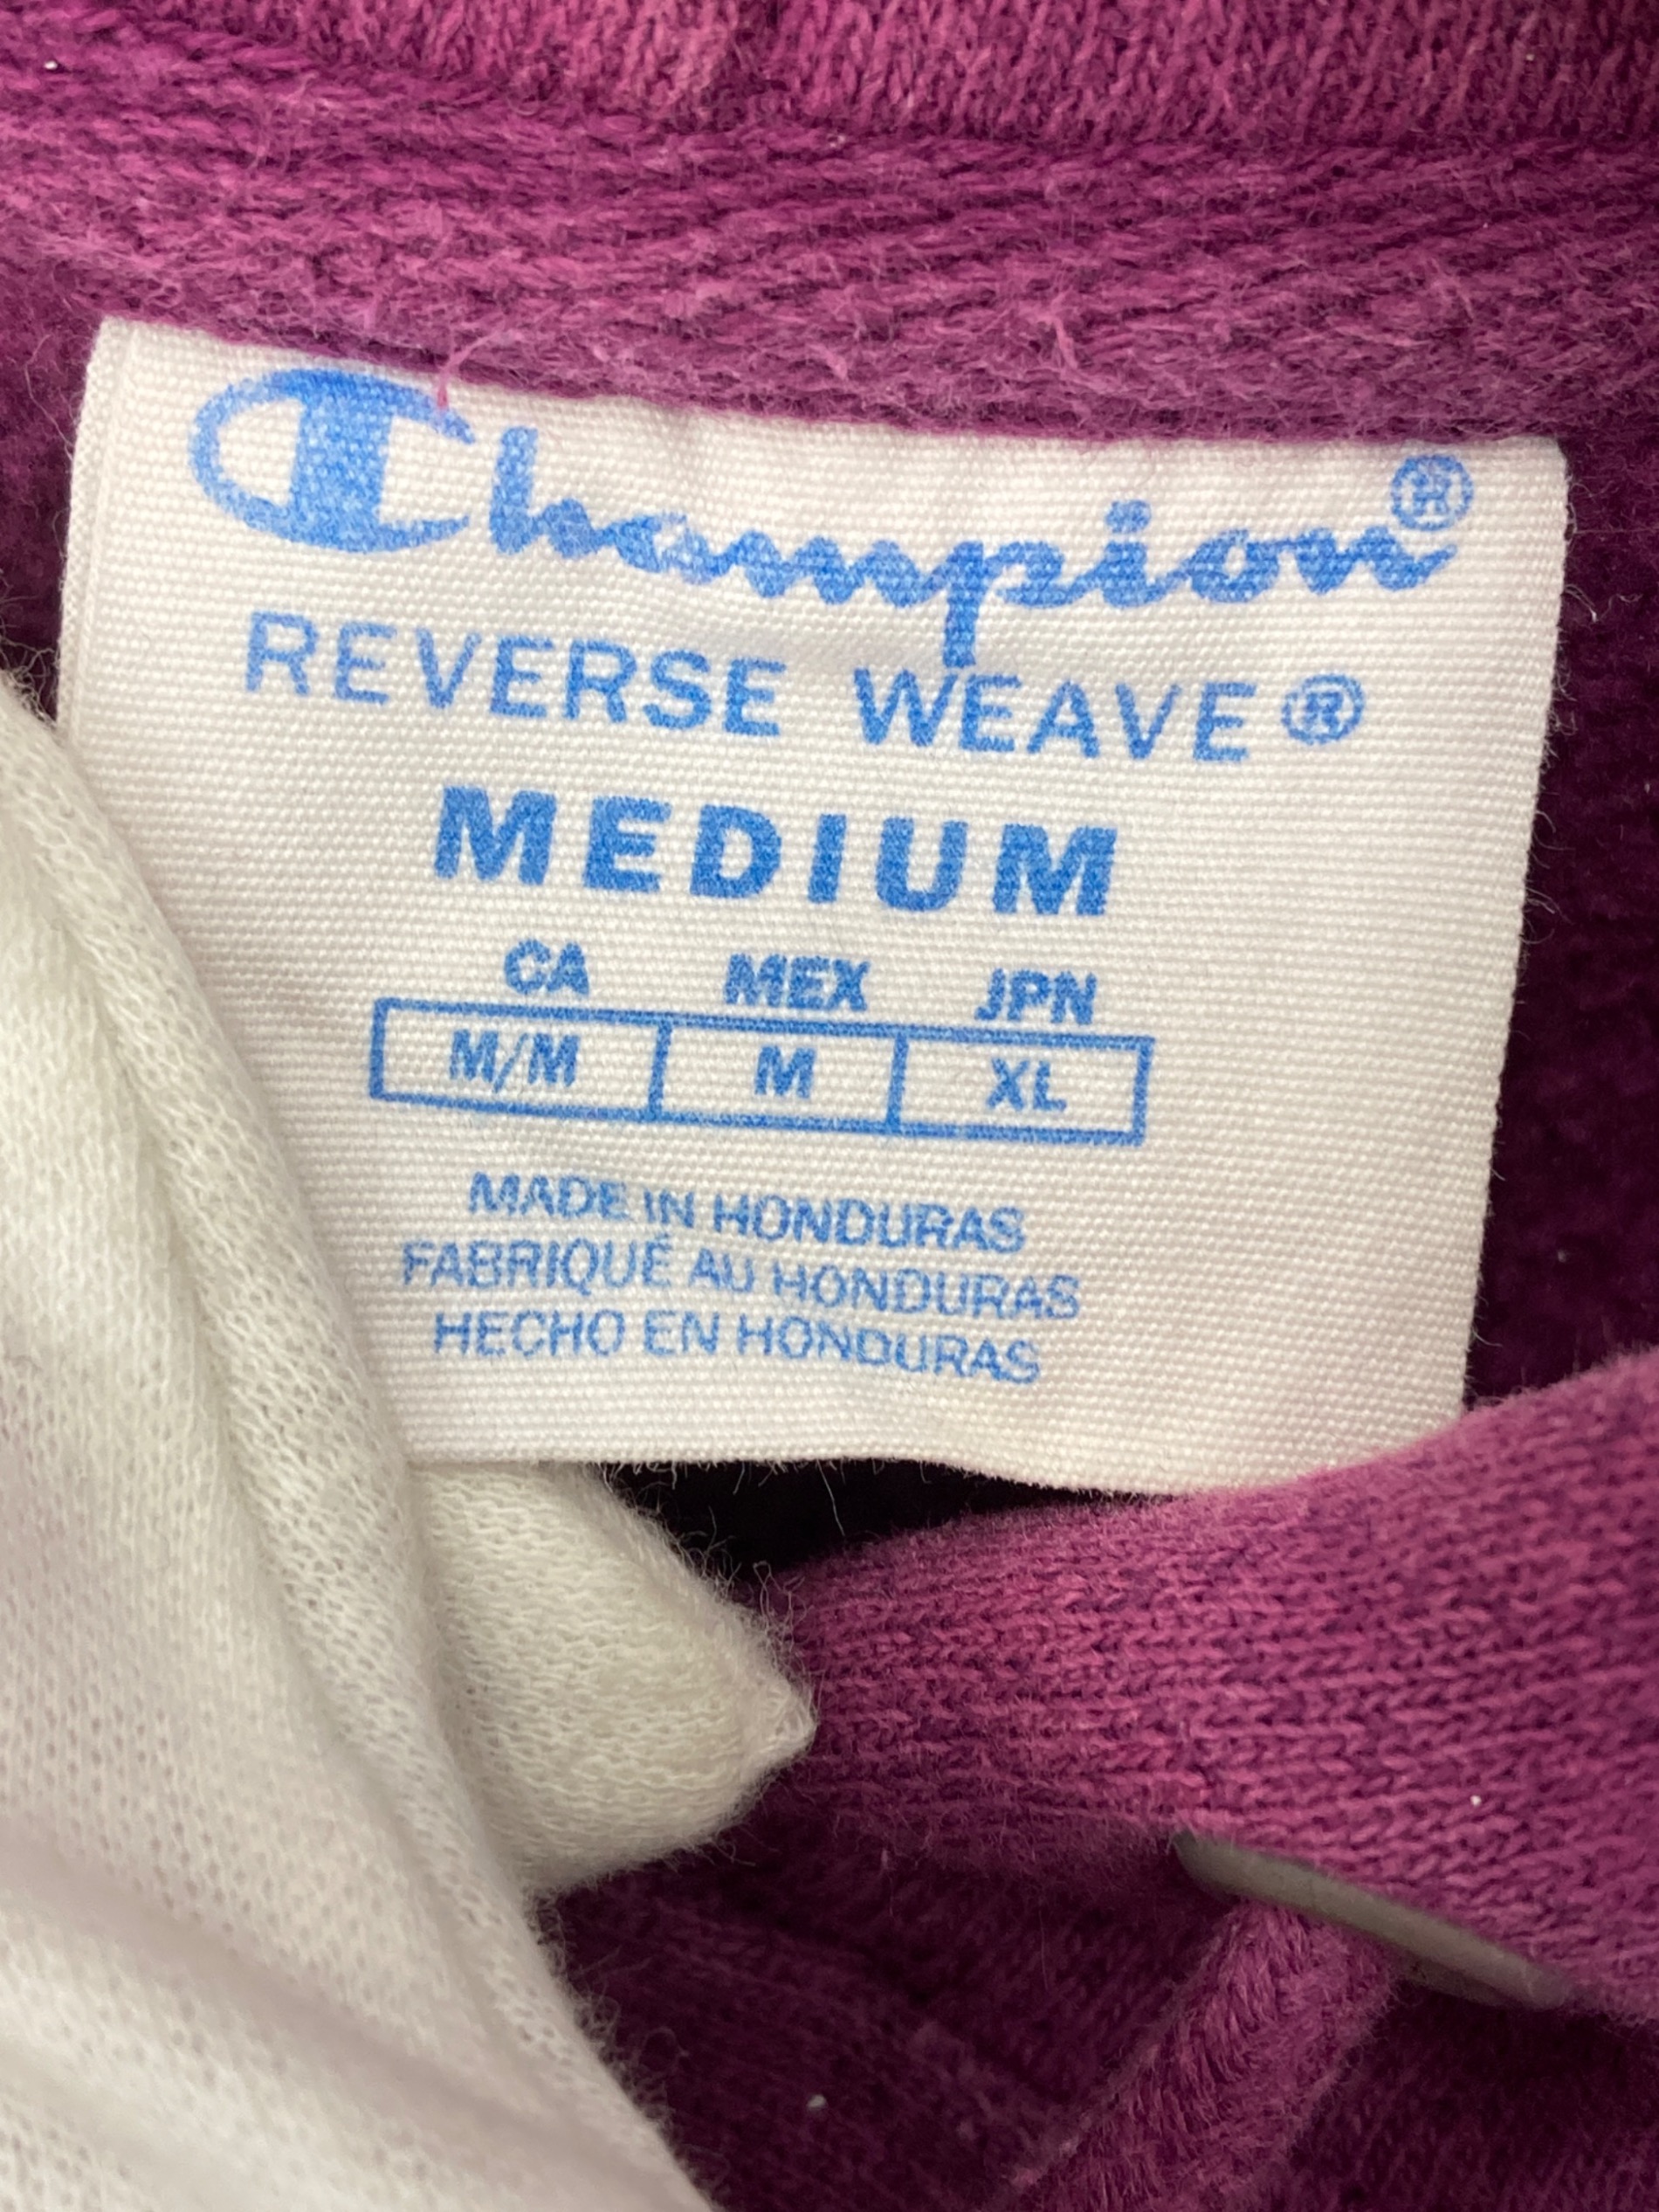 Champion®
REVERSE WEAVE®
MEDIUM
CA MEX JPN
M/M M XL
MADE IN HONDURAS
FABRIQUÉ AU HONDURAS
HECHO EN HONDURAS